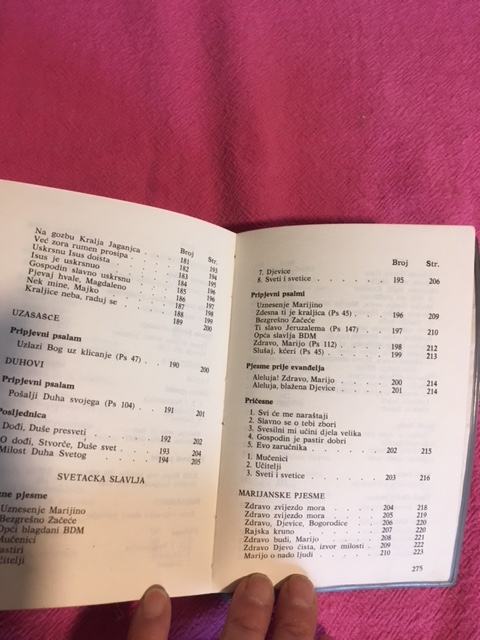 Broj Str.
Na gozbu Kralja Jaganjca . . . 181 193
Već zora rumen prosipa . . . 182 194
Uskrsnu Isus doista . . . 183 194
Isus je uskrsnuo . . . 184 195
Gospodin slavno uskrsnu . . . 185 196
Pjevaj hvale, Magdaleno . . . 186 197
Nek mine, Majko . . . 187 198
Kraljice neba, raduj se . . . 188 199
189 200
UZAŠAŠĆE
Pripjevni psalam
Uzlazi Bog uz klicanje (Ps 47) . . . 190 200
DUHOVI
Pripjevni psalam
Pošalji Duha svojega (Ps 104) . . . 191 201
Posljednica
Dođi, Duše presveti . . . 192 202
O dođi, Stvorče, Duše svet . . . 193 204
Milost Duha Svetog . . . 194 205
SVETAČKA SLAVLJA
zne pjesme
Uznesenje Marijino
Bezgrešno Začeće
Opći blagdani BDM
Mučenici
astiri
čitelji
Broj Str.
7. Djevice
8. Sveti i svetice . . . 195 206
Pripjevni psalmi
Uznesenje Marijino
Zdesna ti je kraljica (Ps 45) . . . 196 209
Bezgrešno Začeće
Ti slavo Jeruzalema (Ps 147) . . . 197 210
Opća slavlja BDM
Zdravo, Marijo (Ps 112) . . . 198 212
Slušaj, kćeri (Ps 45) . . . 199 213
Pjesme prije evanđelja
Aleluja! Zdravo, Marijo . . . 200 214
Aleluja, blažena Djevice . . . 201 214
Pričesne
1. Svi će me naraštaji
2. Slavno se o tebi zbori
3. Svesilni mi učini djela velika
4. Gospodin je pastir dobri
5. Evo zaručnika . . . 202 215
1. Mučenici
2. Učitelji
3. Sveti i svetice . . . 203 216
MARIJANSKE PJESME
Zdravo zvijezdo mora . . . 204 218
Zdravo zvijezdo mora . . . 205 219
Zdravo, Djevice, Bogorodice . . . 206 220
Rajska kruno . . . 207 220
Zdravo budi, Marijo . . . 208 221
Zdravo Djevo čista, izvor milosti . 209 222
Marijo o nado ljudi . . . 210 223
275